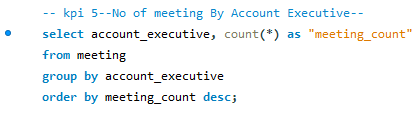 -- kpi 5--No of meeting By Account Executive--
select account_executive, count(*) as "meeting_count"
from meeting
group by account_executive
order by meeting_count desc;